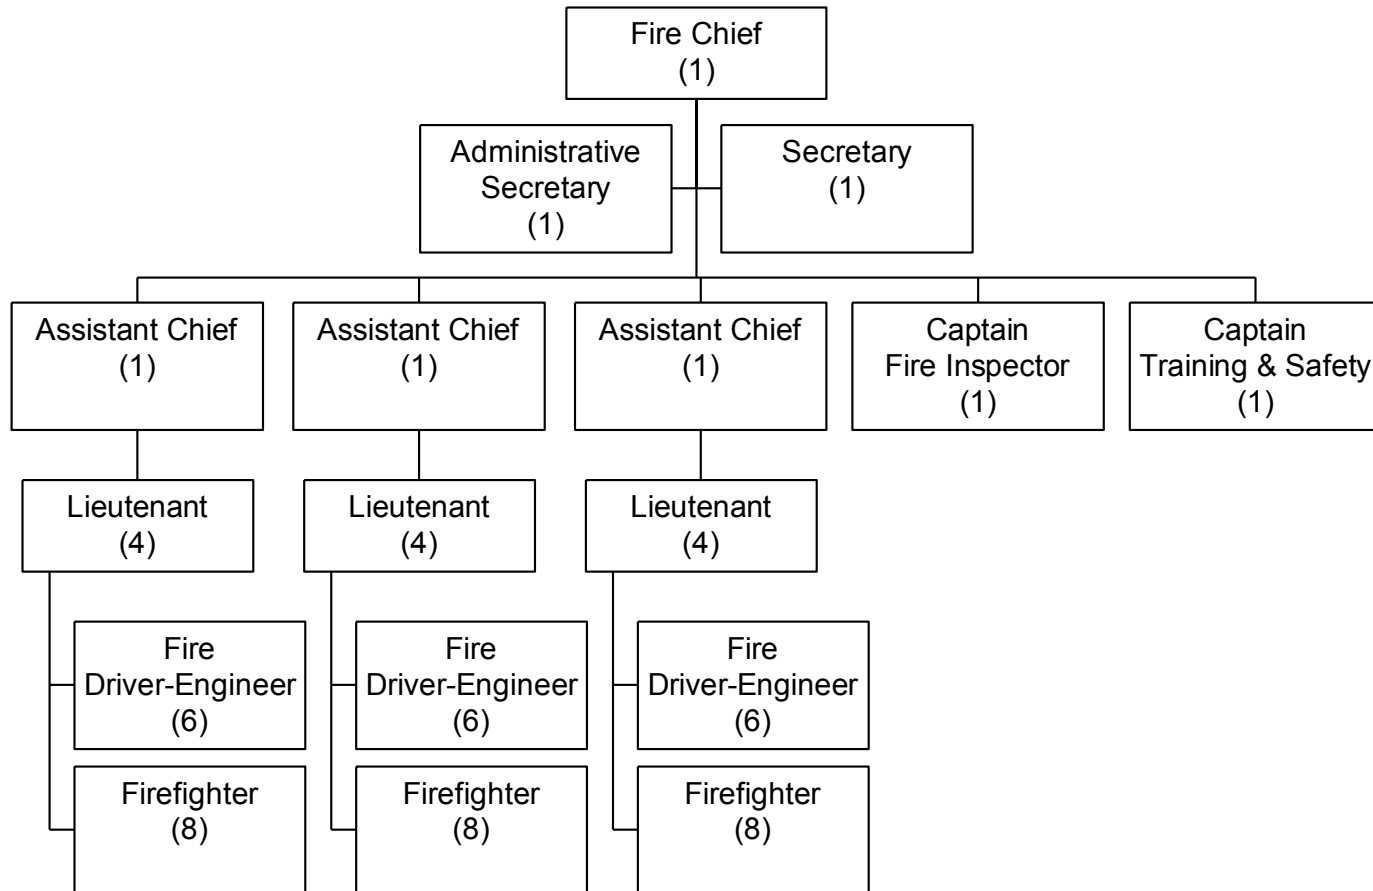 Fire Chief
(1)
Administrative
Secretary
(1)
Secretary
(1)
Assistant Chief
(1)
Assistant Chief
(1)
Assistant Chief
(1)
Captain
Fire Inspector
(1)
Captain
Training & Safety
(1)
Lieutenant
(4)
Lieutenant
(4)
Lieutenant
(4)
Fire
Driver-Engineer
(6)
Fire
Driver-Engineer
(6)
Fire
Driver-Engineer
(6)
Firefighter
(8)
Firefighter
(8)
Firefighter
(8)